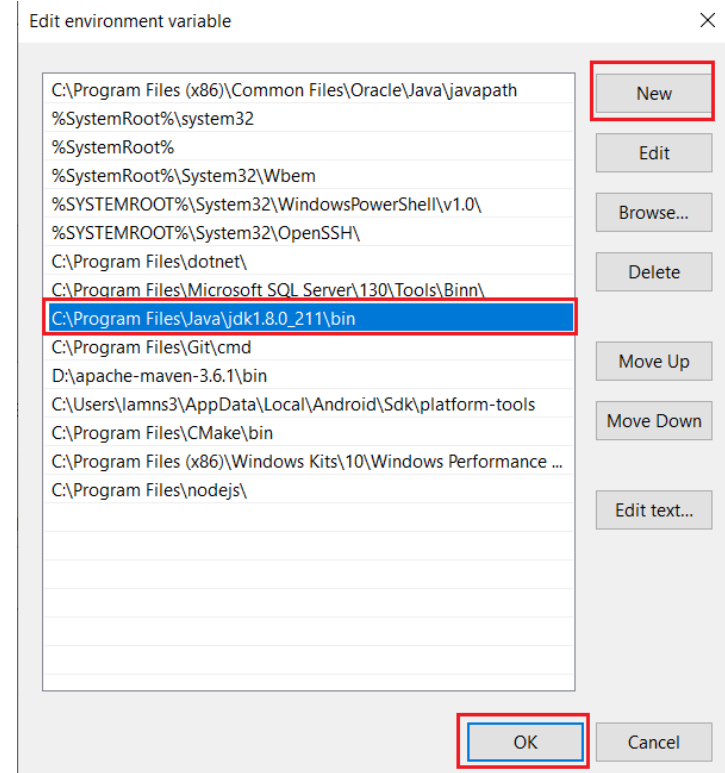 Edit environment variable
C:\Program Files (x86)\Common Files\Oracle\Java\javapath
New
%SystemRoot%\system32
%SystemRoot%
Edit
%SystemRoot%\System32\Wbem
%SYSTEMROOT%\System32\WindowsPowerShell\v1.0\
Browse...
%SYSTEMROOT%\System32\OpenSSH\
C:\Program Files\dotnet\
Delete
C:\Program Files\Microsoft SQL Server\130\Tools\Binn\
C:\Program Files\Java\jdk1.8.0_211\bin
C:\Program Files\Git\cmd
Move Up
D:\apache-maven-3.6.1\bin
C:\Users\lamns3\AppData\Local\Android\Sdk\platform-tools
Move Down
C:\Program Files\CMake\bin
C:\Program Files (x86)\Windows Kits\10\Windows Performance ...
C:\Program Files\nodejs\
Edit text...
OK
Cancel